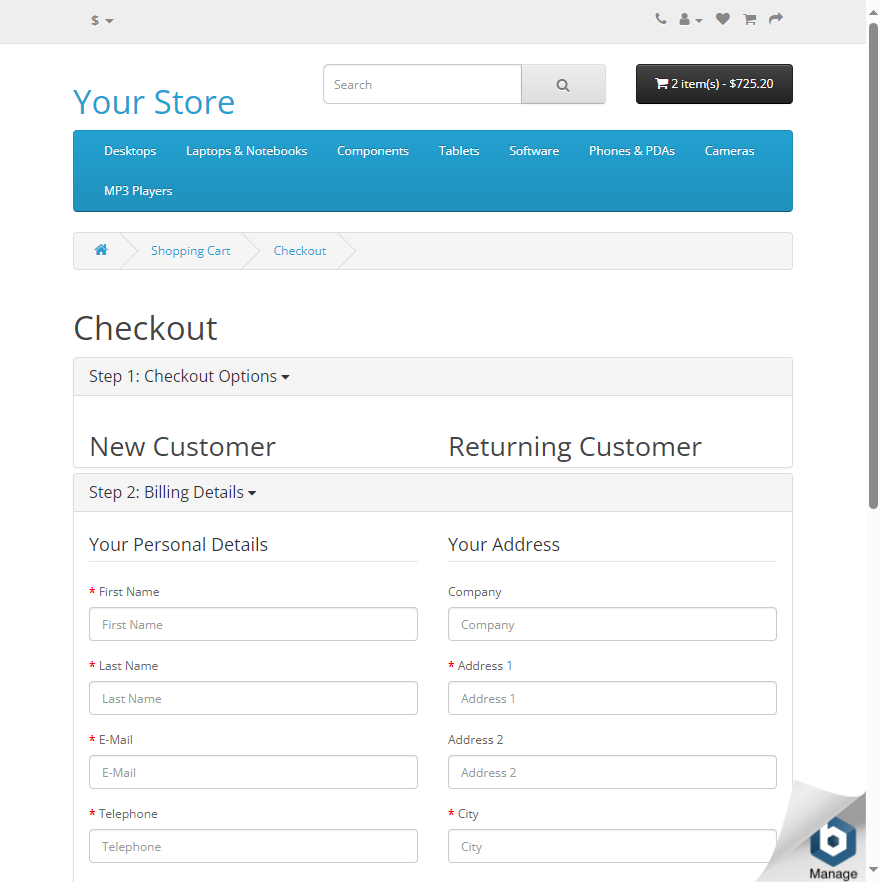 $
Your Store
Search
2 item(s) - $725.20
Desktops
Laptops & Notebooks
Components
Tablets
Software
Phones & PDAs
Cameras
MP3 Players
Shopping Cart
Checkout
Checkout
Step 1: Checkout Options
New Customer
Returning Customer
Step 2: Billing Details
Your Personal Details
Your Address
* First Name
Company
First Name
Company
* Last Name
* Address 1
Last Name
Address 1
* E-Mail
Address 2
E-Mail
Address 2
* Telephone
* City
Telephone
City
Manage